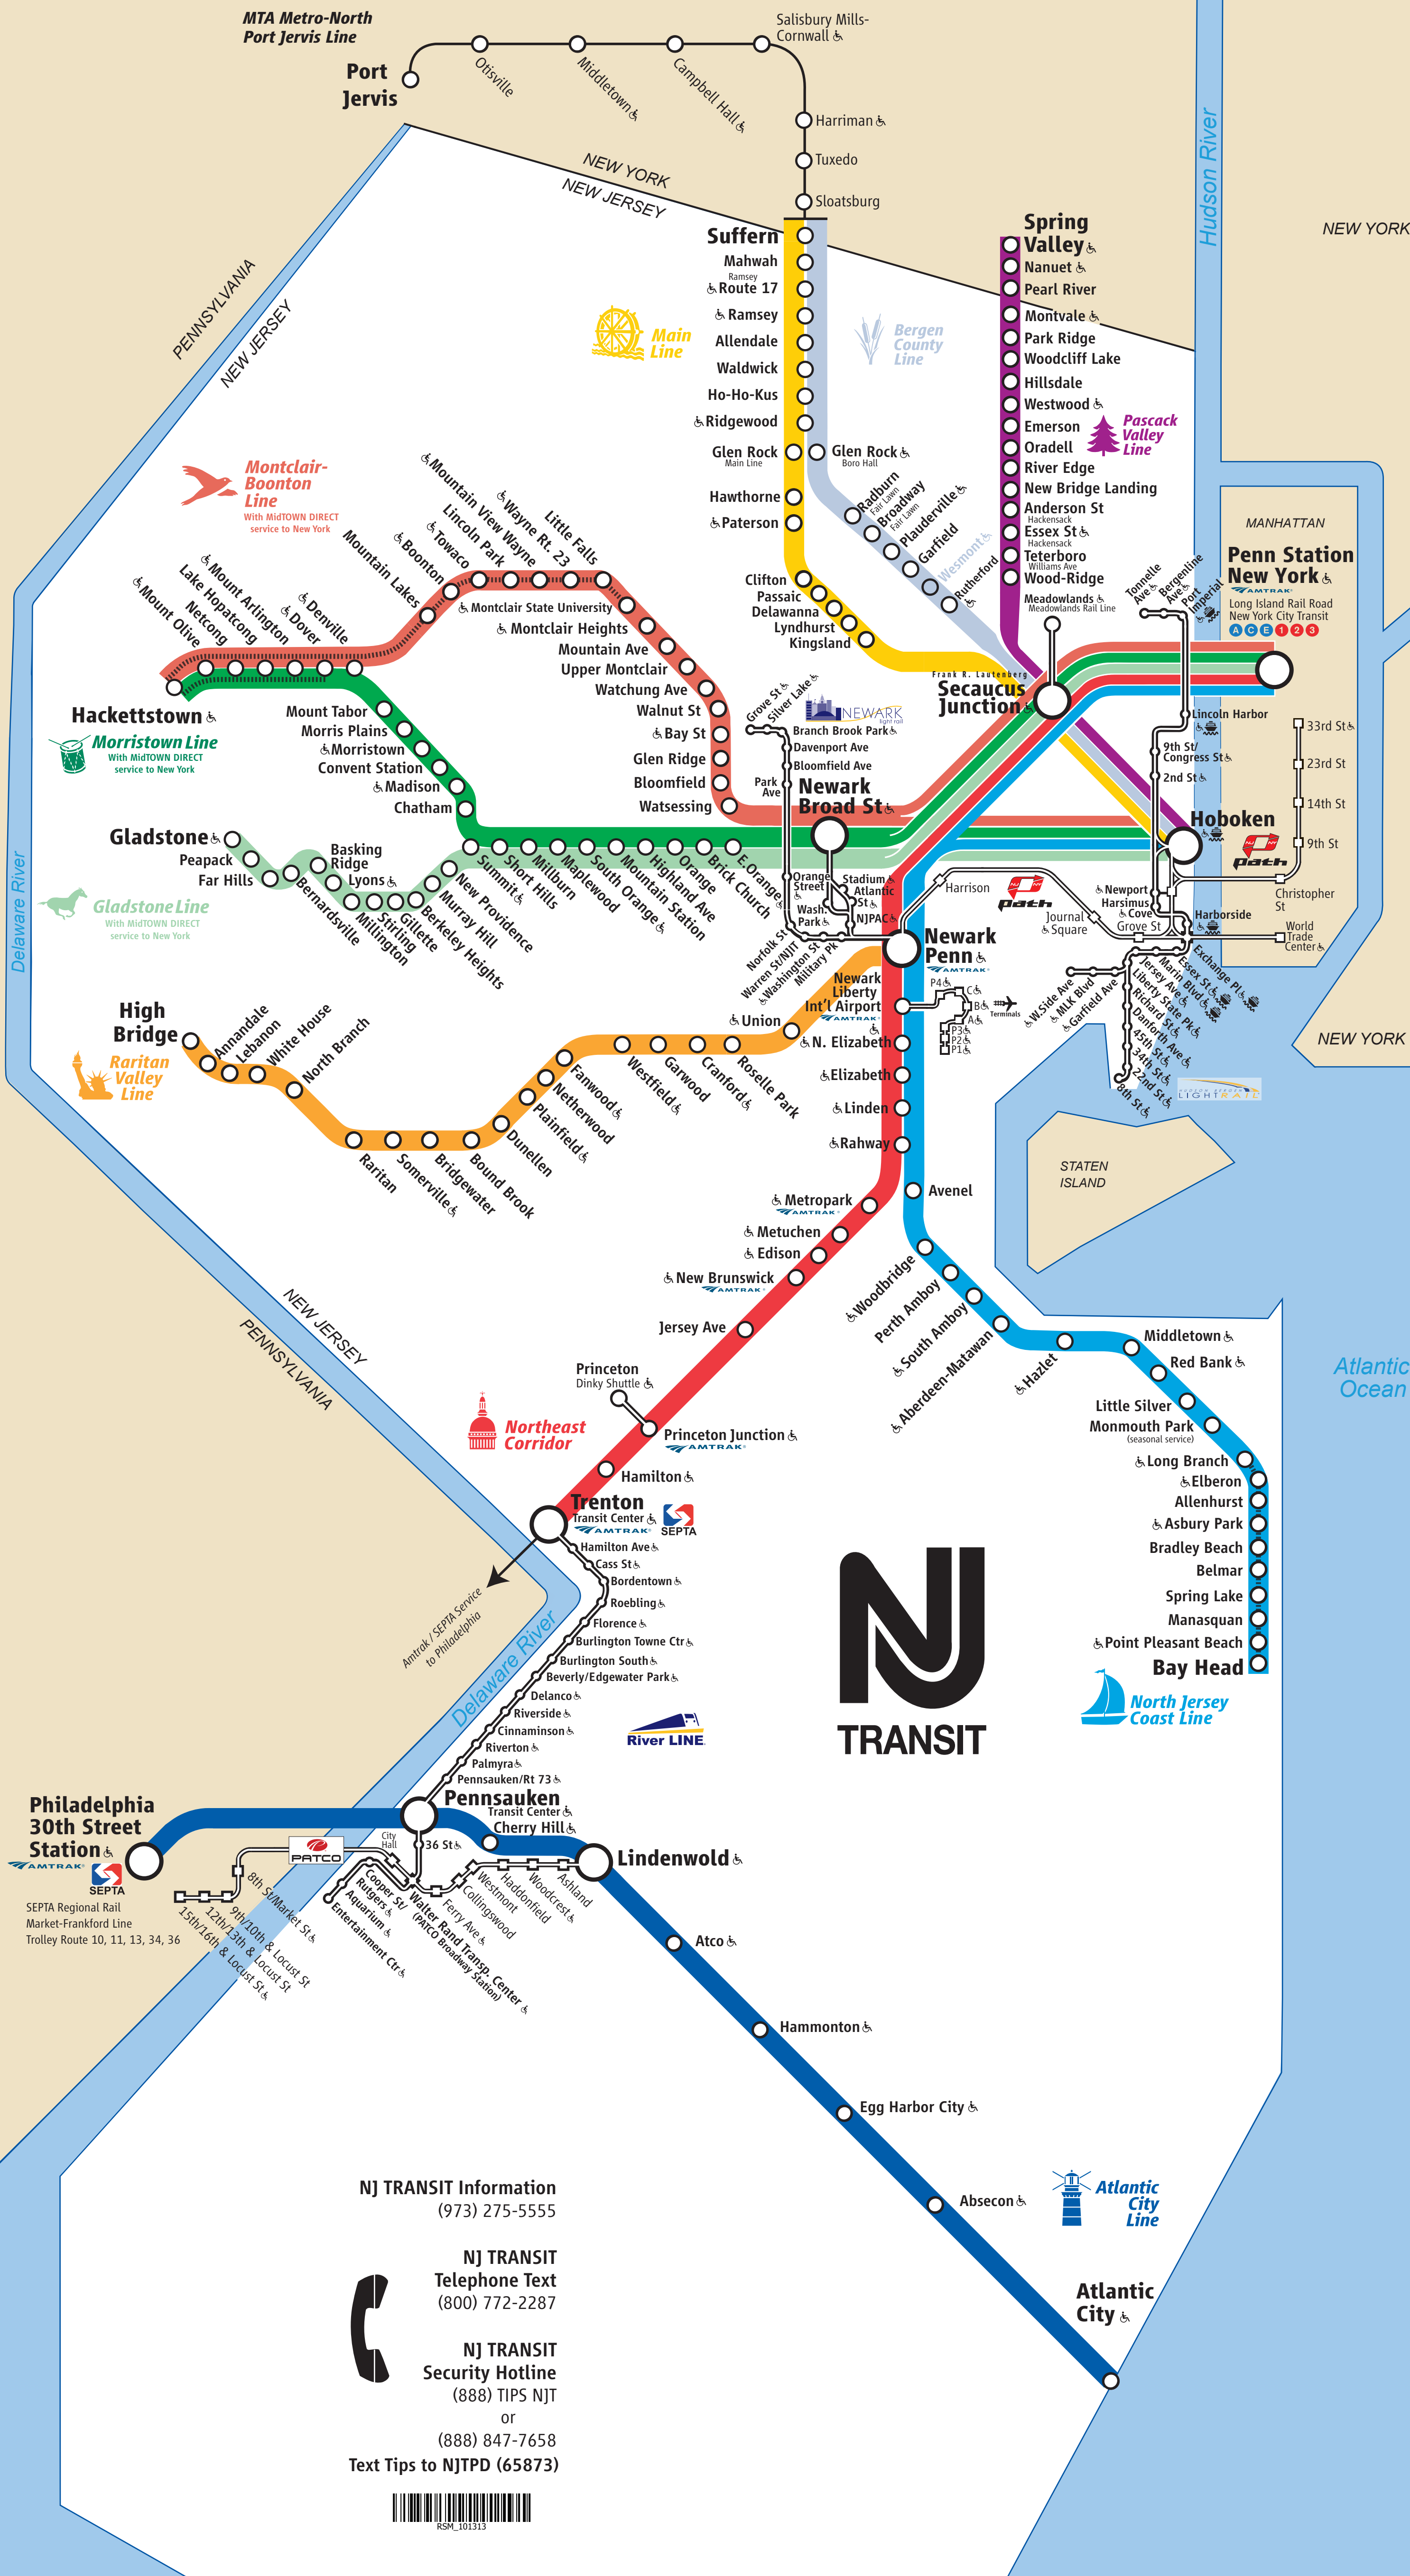 MTA Metro-North
Port Jervis Line
Port
Jervis
Otisville
Middletown
Campbell Hall
Salisbury Mills-
Cornwall
Harriman
Tuxedo
Sloatsburg
NEW YORK
NEW JERSEY
PENNSYLVANIA
NEW JERSEY
Hudson River
NEW YORK
Suffern
Mahwah
Ramsey
Route 17
Ramsey
Allendale
Waldwick
Ho-Ho-Kus
Ridgewood
Glen Rock
Main Line
Glen Rock
Boro Hall
Hawthorne
Paterson
Clifton
Passaic
Delawanna
Lyndhurst
Kingsland
Main
Line
Bergen
County
Line
Radburn
Fair Lawn
Broadway
Fair Lawn
Plauderville
Garfield
Wesmont
Rutherford
Spring
Valley
Nanuet
Pearl River
Montvale
Park Ridge
Woodcliff Lake
Hillsdale
Westwood
Emerson
Oradell
River Edge
New Bridge Landing
Anderson St
Hackensack
Essex St
Hackensack
Teterboro
Williams Ave
Wood-Ridge
Meadowlands
Meadowlands Rail Line
Pascack
Valley
Line
Tonnelle
Ave
Bergenline
Ave
Port
Imperial
MANHATTAN
Penn Station
New York
AMTRAK
Long Island Rail Road
New York City Transit
A C E 1 2 3
Montclair-
Boonton
Line
With MidTOWN DIRECT
service to New York
Mount Olive
Netcong
Lake Hopatcong
Mount Arlington
Dover
Denville
Mountain Lakes
Boonton
Towaco
Lincoln Park
Mountain View Wayne
Wayne Rt. 23
Little Falls
Montclair State University
Montclair Heights
Mountain Ave
Upper Montclair
Watchung Ave
Walnut St
Bay St
Glen Ridge
Bloomfield
Watsessing
Hackettstown
Morristown Line
With MidTOWN DIRECT
service to New York
Mount Tabor
Morris Plains
Morristown
Convent Station
Madison
Chatham
Gladstone
Peapack
Far Hills
Bernardsville
Basking
Ridge
Lyons
Millington
Stirling
Gillette
Berkeley Heights
Murray Hill
New Providence
Gladstone Line
With MidTOWN DIRECT
service to New York
Summit
Short Hills
Millburn
Maplewood
South Orange
Mountain Station
Highland Ave
Orange
Brick Church
E. Orange
Frank R. Lautenberg
Secaucus
Junction
Grove St
Silver Lake
NEWARK
light rail
Branch Brook Park
Davenport Ave
Bloomfield Ave
Park
Ave
Newark
Broad St
Orange
Street
Stadium
Atlantic
St
Wash.
Park
NJPAC
Norfolk St
Warren St/NJIT
Washington St
Military Pk
Newark
Penn
AMTRAK
Harrison
path
Journal
Square
Grove St
Newport
Harsimus
Cove
Harborside
Exchange Pl
Lincoln Harbor
9th St/
Congress St
2nd St
Hoboken
path
33rd St
23rd St
14th St
9th St
Christopher
St
World
Trade
Center
Essex St
Marin Blvd
Jersey Ave
Liberty State Pk
Richard St
Danforth Ave
45th St
34th St
22nd St
8th St
W.Side Ave
MLK Blvd
Garfield Ave
HUDSON BERGEN
LIGHTRAIL
NEW YORK
Delaware River
High
Bridge
Annandale
Lebanon
White House
North Branch
Raritan
Valley
Line
Raritan
Somerville
Bridgewater
Bound Brook
Dunellen
Plainfield
Netherwood
Fanwood
Westfield
Garwood
Cranford
Roselle Park
Union
Newark
Liberty
Int'l Airport
AMTRAK
P4
C
B
A
P3
P2
P1
Terminals
N. Elizabeth
Elizabeth
Linden
Rahway
Avenel
STATEN
ISLAND
Metropark
AMTRAK
Metuchen
Edison
New Brunswick
AMTRAK
Jersey Ave
Princeton
Dinky Shuttle
Princeton Junction
AMTRAK
Hamilton
Northeast
Corridor
Woodbridge
Perth Amboy
South Amboy
Aberdeen-Matawan
Hazlet
Middletown
Red Bank
Little Silver
Monmouth Park
(seasonal service)
Long Branch
Elberon
Allenhurst
Asbury Park
Bradley Beach
Belmar
Spring Lake
Manasquan
Point Pleasant Beach
Bay Head
North Jersey
Coast Line
Atlantic
Ocean
NEW JERSEY
PENNSYLVANIA
Trenton
Transit Center
AMTRAK
SEPTA
Hamilton Ave
Cass St
Bordentown
Roebling
Florence
Burlington Towne Ctr
Burlington South
Beverly/Edgewater Park
Delanco
Riverside
Cinnaminson
Riverton
Palmyra
Pennsauken/Rt 73
Amtrak / SEPTA Service
to Philadelphia
Delaware River
River LINE
NJ
TRANSIT
Philadelphia
30th Street
Station
AMTRAK
SEPTA
SEPTA Regional Rail
Market-Frankford Line
Trolley Route 10, 11, 13, 34, 36
Pennsauken
Transit Center
Cherry Hill
Lindenwold
36 St
City
Hall
PATCO
8th St/Market St
9th/10th & Locust St
12th/13th & Locust St
15th/16th & Locust St
Cooper St/
Rutgers
Aquarium
Entertainment Ctr
Walter Rand Transp. Center
(PATCO Broadway Station)
Ferry Ave
Collingswood
Westmont
Haddonfield
Woodcrest
Ashland
Atco
Hammonton
Egg Harbor City
Absecon
Atlantic
City
Line
Atlantic
City
NJ TRANSIT Information
(973) 275-5555
NJ TRANSIT
Telephone Text
(800) 772-2287
NJ TRANSIT
Security Hotline
(888) TIPS NJT
or
(888) 847-7658
Text Tips to NJTPD (65873)
RSM_101313